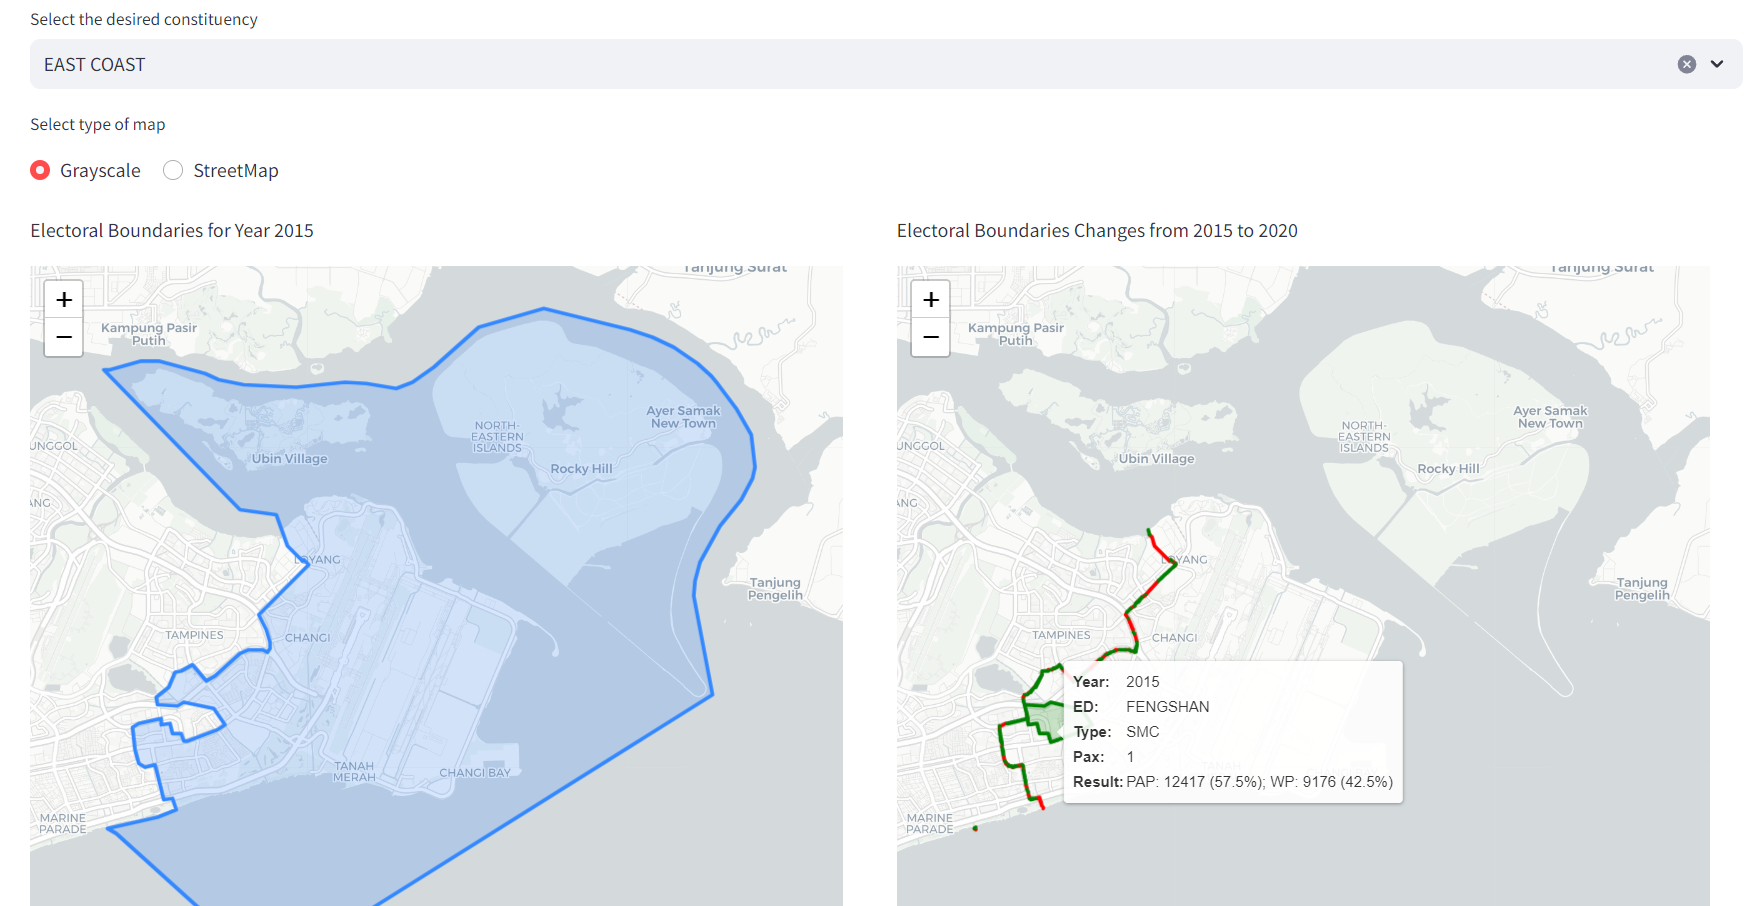 Select the desired constituency
EAST COAST
Select type of map
Grayscale
StreetMap
Electoral Boundaries for Year 2015
Electoral Boundaries Changes from 2015 to 2020
+
−
Kampung Pasir
Putih
Tanjung Surat
UNGGOL
ANG
NORTH-
EASTERN
ISLANDS
Ayer Samak
New Town
Rocky Hill
Ubin Village
OYANG
Tanjung
Pengelih
TAMPINES
CHANGI
TANAH
MERAH
CHANGI BAY
MARINE
PARADE
+
−
Kampung Pasir
Putih
Tanjung Surat
UNGGOL
ANG
NORTH-
EASTERN
ISLANDS
Ayer Samak
New Town
Rocky Hill
Ubin Village
OYANG
Tanjung
Pengelih
TAMPINES
CHANGI
Year: 2015
ED: FENGSHAN
Type: SMC
Pax: 1
Result: PAP: 12417 (57.5%); WP: 9176 (42.5%)
MARINE
PARADE